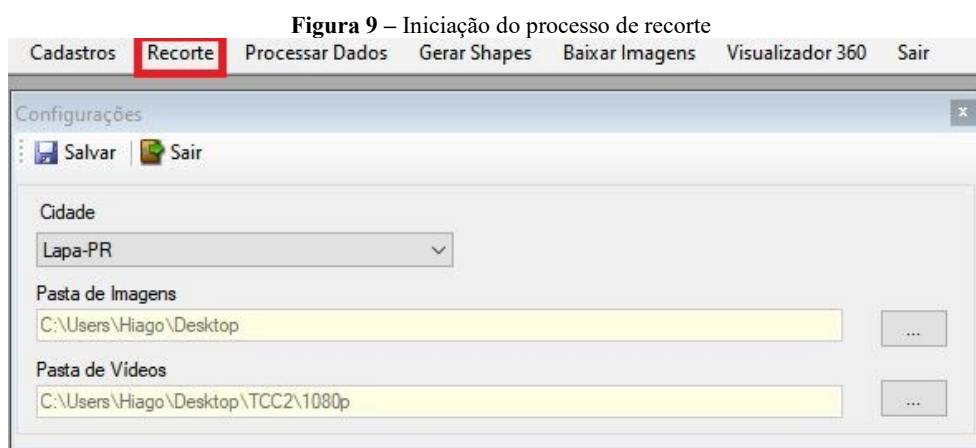 Figura 9 – Iniciação do processo de recorte
Cadastros Recorte Processar Dados Gerar Shapes Baixar Imagens Visualizador 360 Sair
Configurações x
Salvar Sair
Cidade
Lapa-PR
Pasta de Imagens
C:\Users\Hiago\Desktop ...
Pasta de Vídeos
C:\Users\Hiago\Desktop\TCC2\1080p ...